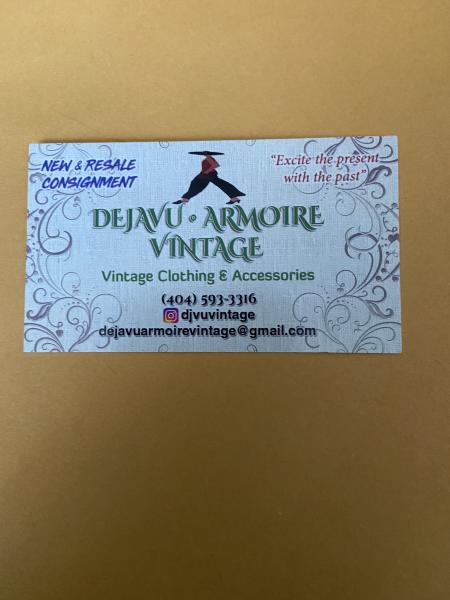 NEW & RESALE
CONSIGNMENT
"Excite the present
with the past"
DEJAVU • ARMOIRE
VINTAGE
Vintage Clothing & Accessories
(404) 593-3316
djvuvintage
dejavuarmoirevintage@gmail.com